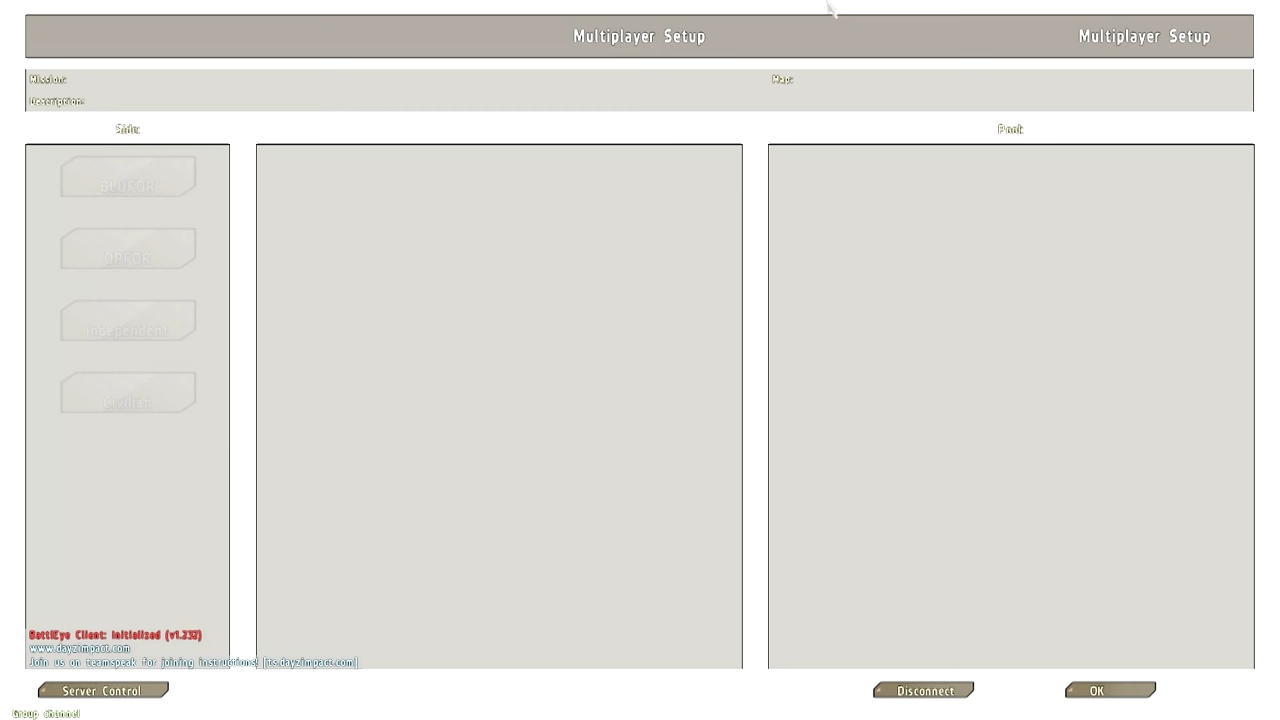 Multiplayer Setup Multiplayer Setup
Mission: Map:
Description:
Side: Pool:
BLUFOR
OPFOR
Independent
Civilian
BattlEye Client: Initialized (v1.232)
www.dayzimpact.com
Join us on teamspeak for joining instructions! [ts.dayzimpact.com]
Server Control Disconnect OK
Group channel